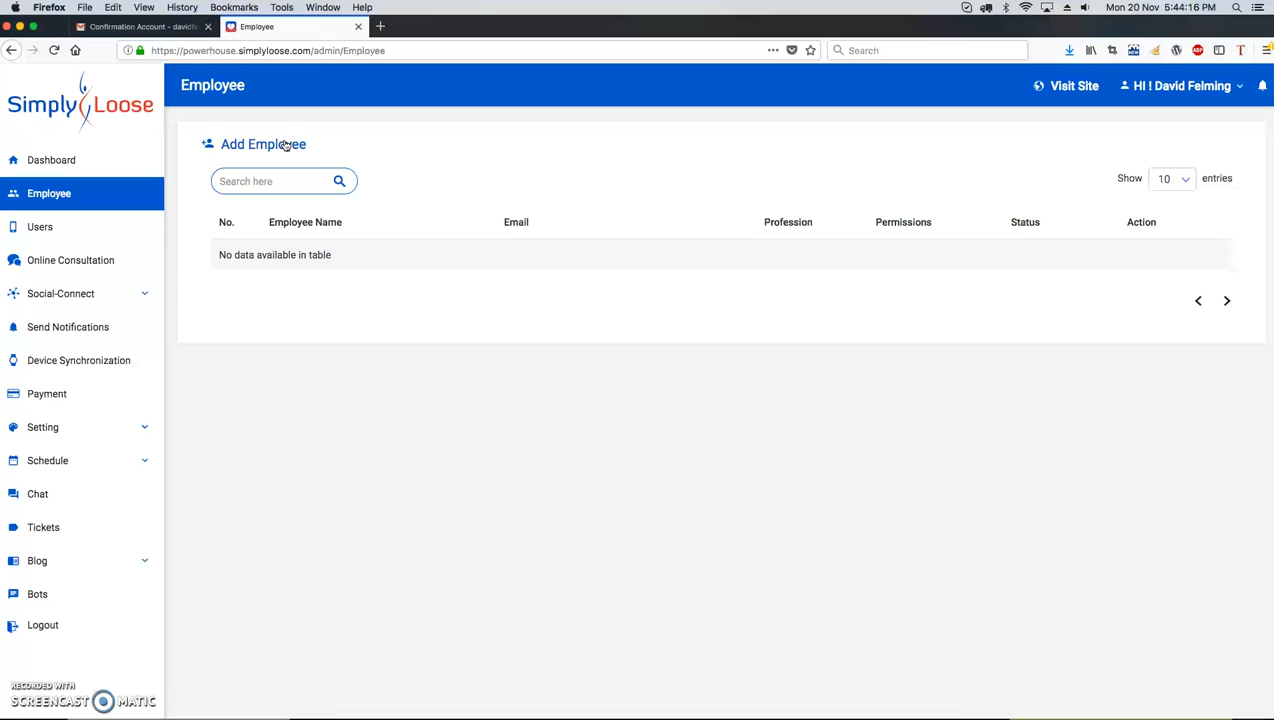 Firefox File Edit View History Bookmarks Tools Window Help Mon 20 Nov 5:44:16 PM
Confirmation Account - davidfe
Employee
https://powerhouse.simplyloose.com/admin/Employee
Search
Simply Loose
Employee
Visit Site
HI ! David Felming
Dashboard
Employee
Users
Online Consultation
Social-Connect
Send Notifications
Device Synchronization
Payment
Setting
Schedule
Chat
Tickets
Blog
Bots
Logout
Add Employee
Search here
Show 10 entries
No. Employee Name Email Profession Permissions Status Action
No data available in table
RECORDED WITH
SCREENCAST MATIC